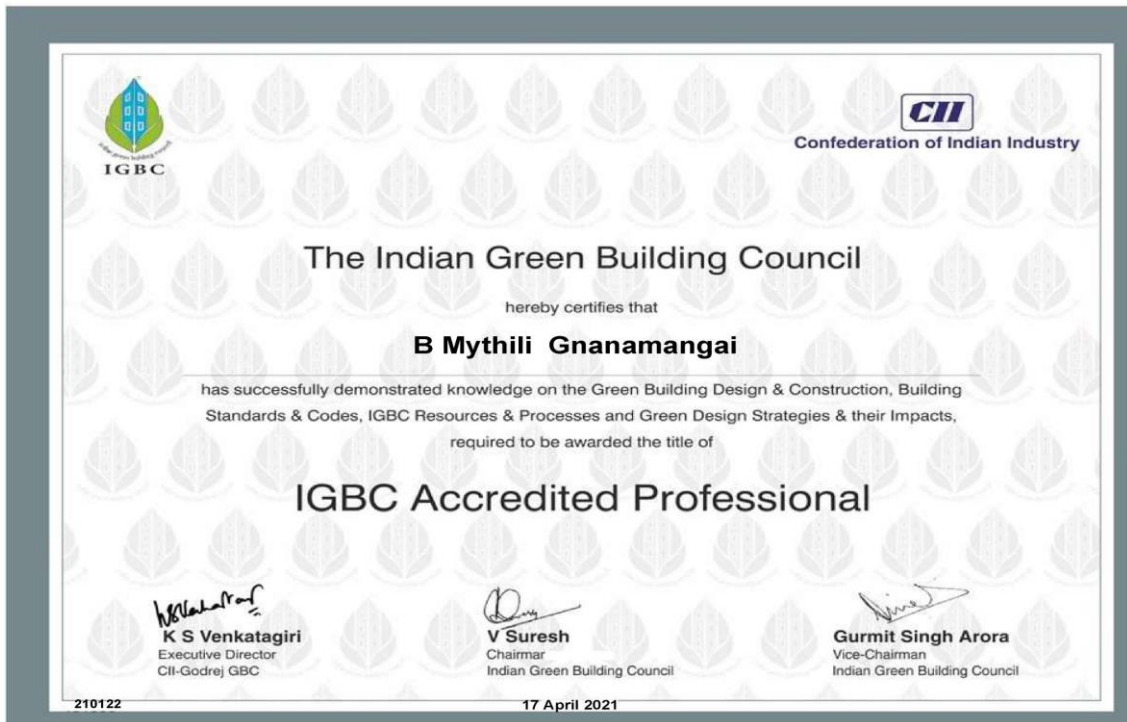 IGBC
CII
Confederation of Indian Industry
The Indian Green Building Council
hereby certifies that
B Mythili Gnanamangai
has successfully demonstrated knowledge on the Green Building Design & Construction, Building
Standards & Codes, IGBC Resources & Processes and Green Design Strategies & their Impacts,
required to be awarded the title of
IGBC Accredited Professional
K S Venkatagiri
Executive Director
CII-Godrej GBC
V Suresh
Chairmar
Indian Green Building Council
Gurmit Singh Arora
Vice-Chairman
Indian Green Building Council
210122
17 April 2021